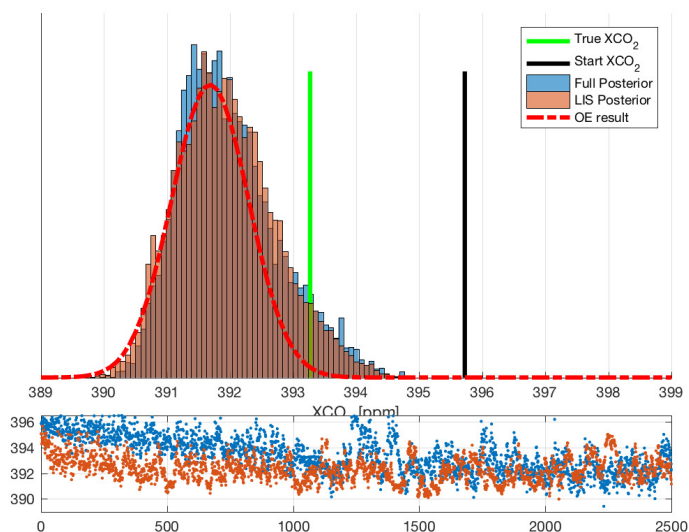 True XCO₂
Start XCO₂
Full Posterior
LIS Posterior
OE result
389 390 391 392 393 394 395 396 397 398 399
XCO₂ [ppm]
396
394
392
390
0 500 1000 1500 2000 2500